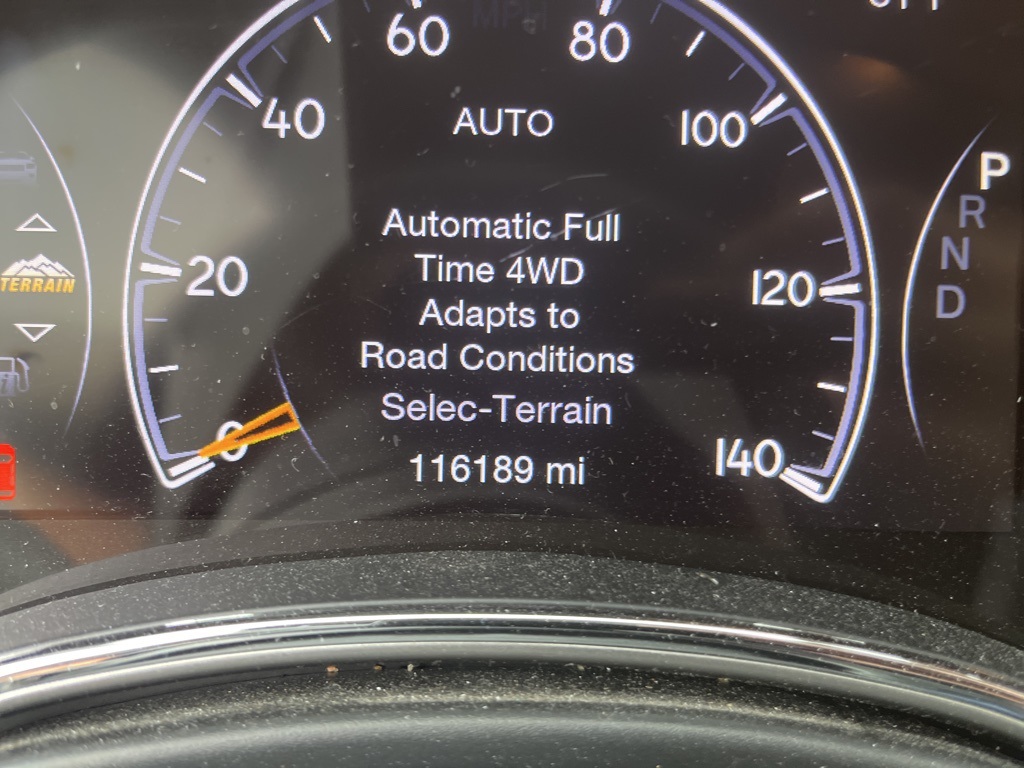 MPH
60
80
40
AUTO
100
P
R
Automatic Full
N
Time 4WD
TERRAIN
20
120
D
Adapts to
Road Conditions
Selec-Terrain
0
116189 mi
140